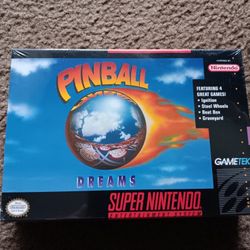 PINBALL
DREAMS
Nintendo
FEATURING 4
GREAT GAMES!
• Ignition
• Steel Wheels
• Beat Box
• Graveyard
GAMETEK
SUPER NINTENDO
ENTERTAINMENT SYSTEM